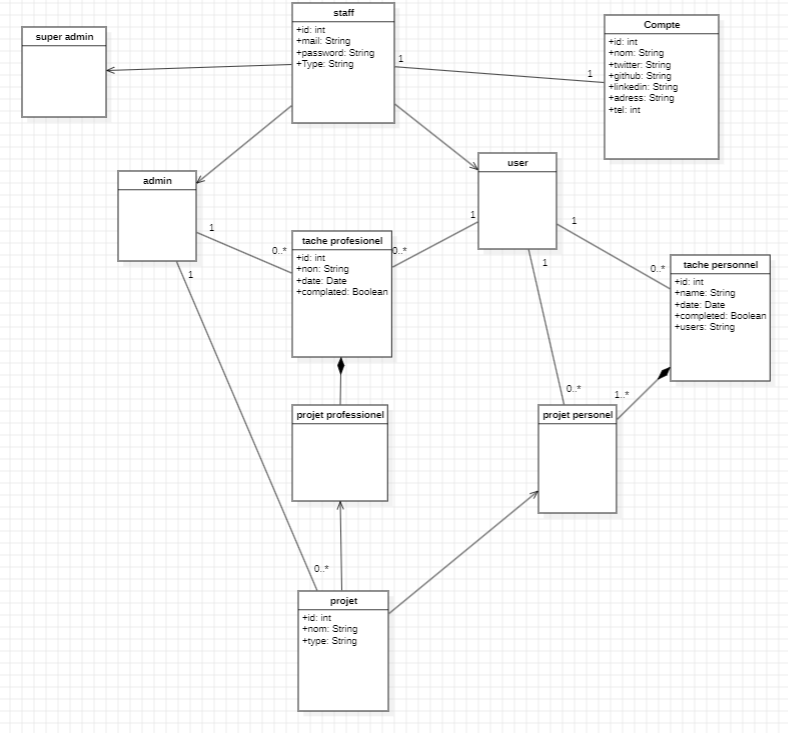 staff
+id: int
+mail: String
+password: String
+Type: String
super admin
Compte
+id: int
+nom: String
+twitter: String
+github: String
+linkedin: String
+adress: String
+tel: int
1
1
user
admin
1
0..*
tache profesionel
+id: int
+non: String
+date: Date
+complated: Boolean
1
0..*
1
0..*
tache personnel
+id: int
+name: String
+date: Date
+completed: Boolean
+users: String
1
1
0..*
1..*
projet professionel
projet personel
0..*
projet
+id: int
+nom: String
+type: String